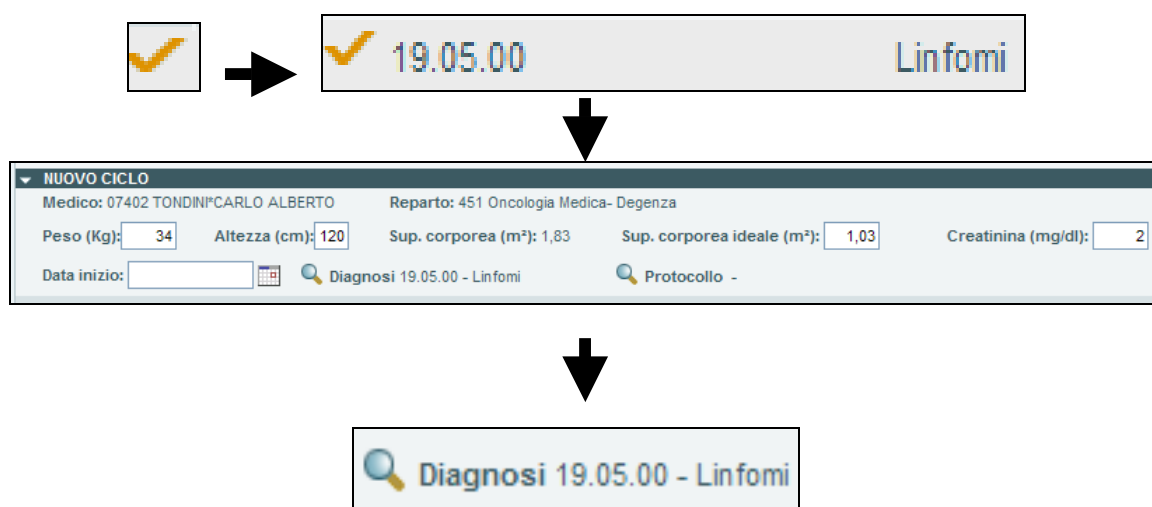 19.05.00 Linfomi
NUOVO CICLO
Medico: 07402 TONDINI*CARLO ALBERTO Reparto: 451 Oncologia Medica- Degenza
Peso (Kg): 34 Altezza (cm): 120 Sup. corporea (m²): 1,83 Sup. corporea ideale (m²): 1,03 Creatinina (mg/dl): 2
Data inizio: Diagnosi 19.05.00 - Linfomi Protocollo -
Diagnosi 19.05.00 - Linfomi